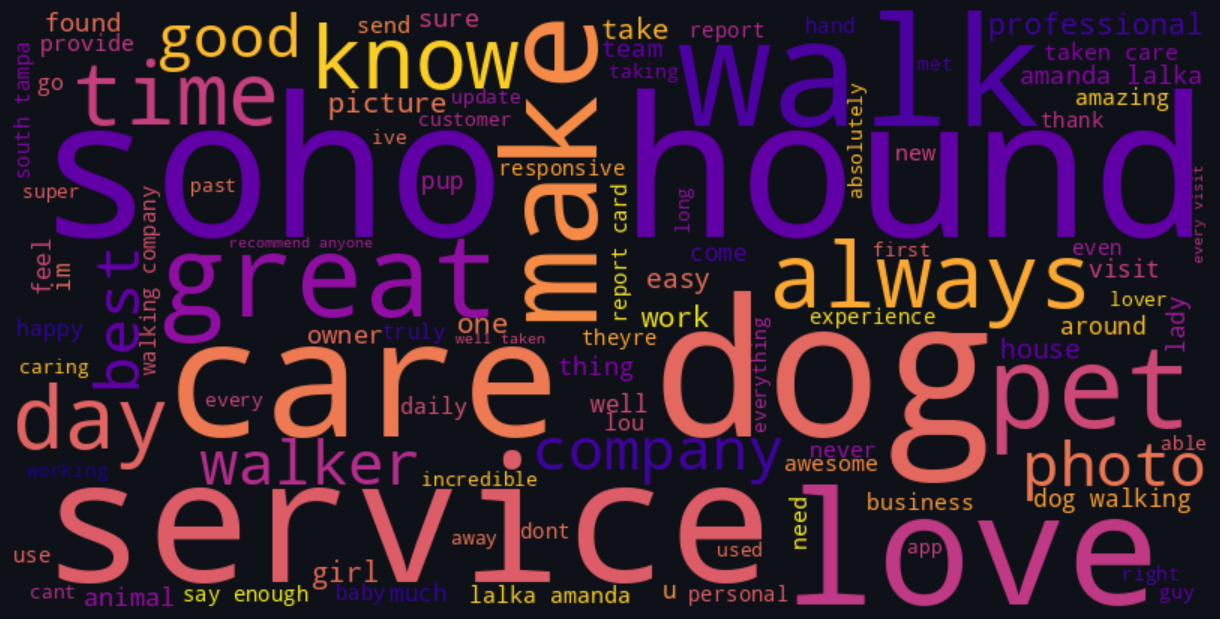 found
send
sure
take
report
hand
professional
provide
good
know
make
team
walk
met
taken care
south tampa
go
time
picture
update
taking
amanda lalka
customer
absolutely
amazing
thank
ive
soho
hound
responsive
new
super
past
pup
long
report card
every visit
walking company
recommend anyone
feel
im
best
great
come
easy
always
first
even
visit
lover
happy
owner
truly
one
well taken
work
theyre
experience
around
lady
caring
care
thing
everything
dog
house
pet
day
every
daily
well
lou
working
walker
company
never
awesome
able
photo
incredible
service
need
business
dog walking
love
use
away
dont
used
app
girl
right
cant
animal
say enough
baby
much
lalka amanda
u
personal
guy